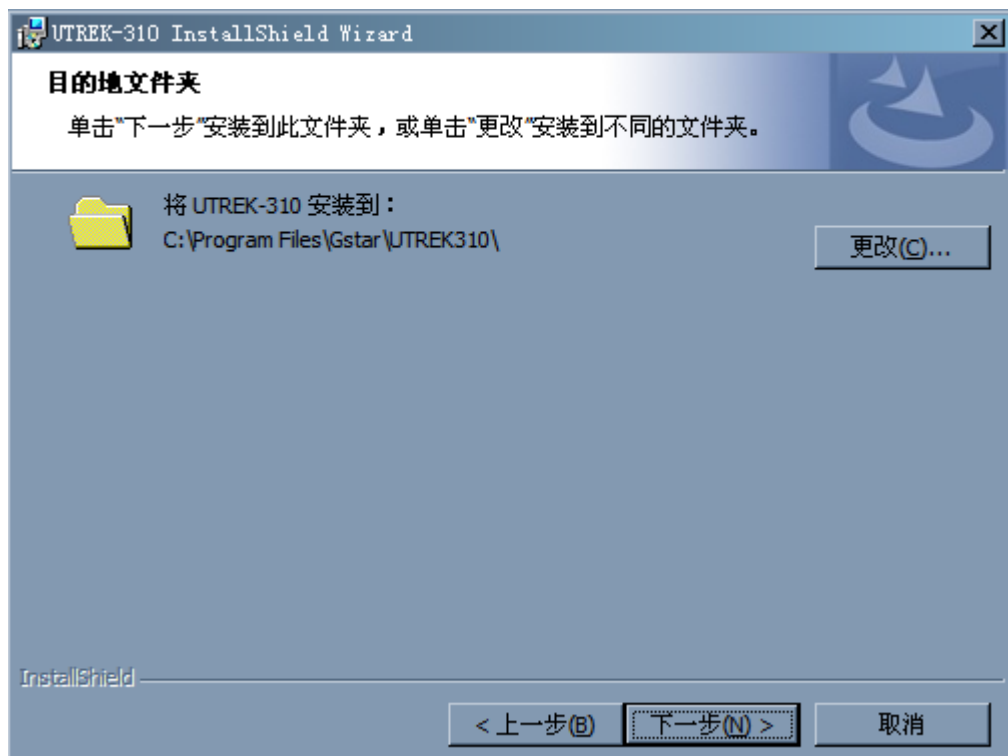 UTREK-310 InstallShield Wizard
目的地文件夹
单击“下一步”安装到此文件夹，或单击“更改”安装到不同的文件夹。
将 UTREK-310 安装到：
C:\Program Files\Gstar\UTREK310\
更改(C)...
InstallShield
< 上一步(B)
下一步(N) >
取消